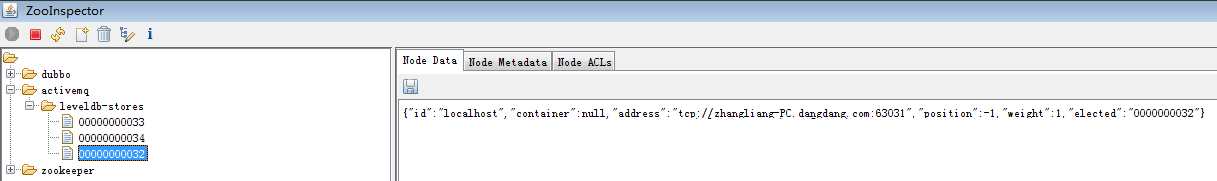 ZooInspector
dubbo
activemq
leveldb-stores
00000000033
00000000034
00000000032
zookeeper
Node Data
Node Metadata
Node ACLs
{"id":"localhost","container":null,"address":"tcp://zhangliang-PC.dangdang.com:63031","position":-1,"weight":1,"elected":"0000000032"}